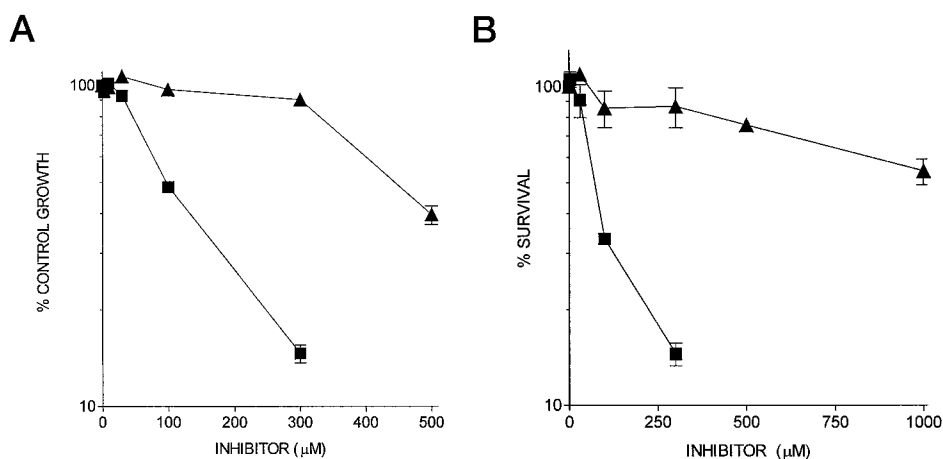 A
100
10
% CONTROL GROWTH
0
100
200
300
400
500
INHIBITOR (μM)
B
100
10
% SURVIVAL
0
250
500
750
1000
INHIBITOR (μM)